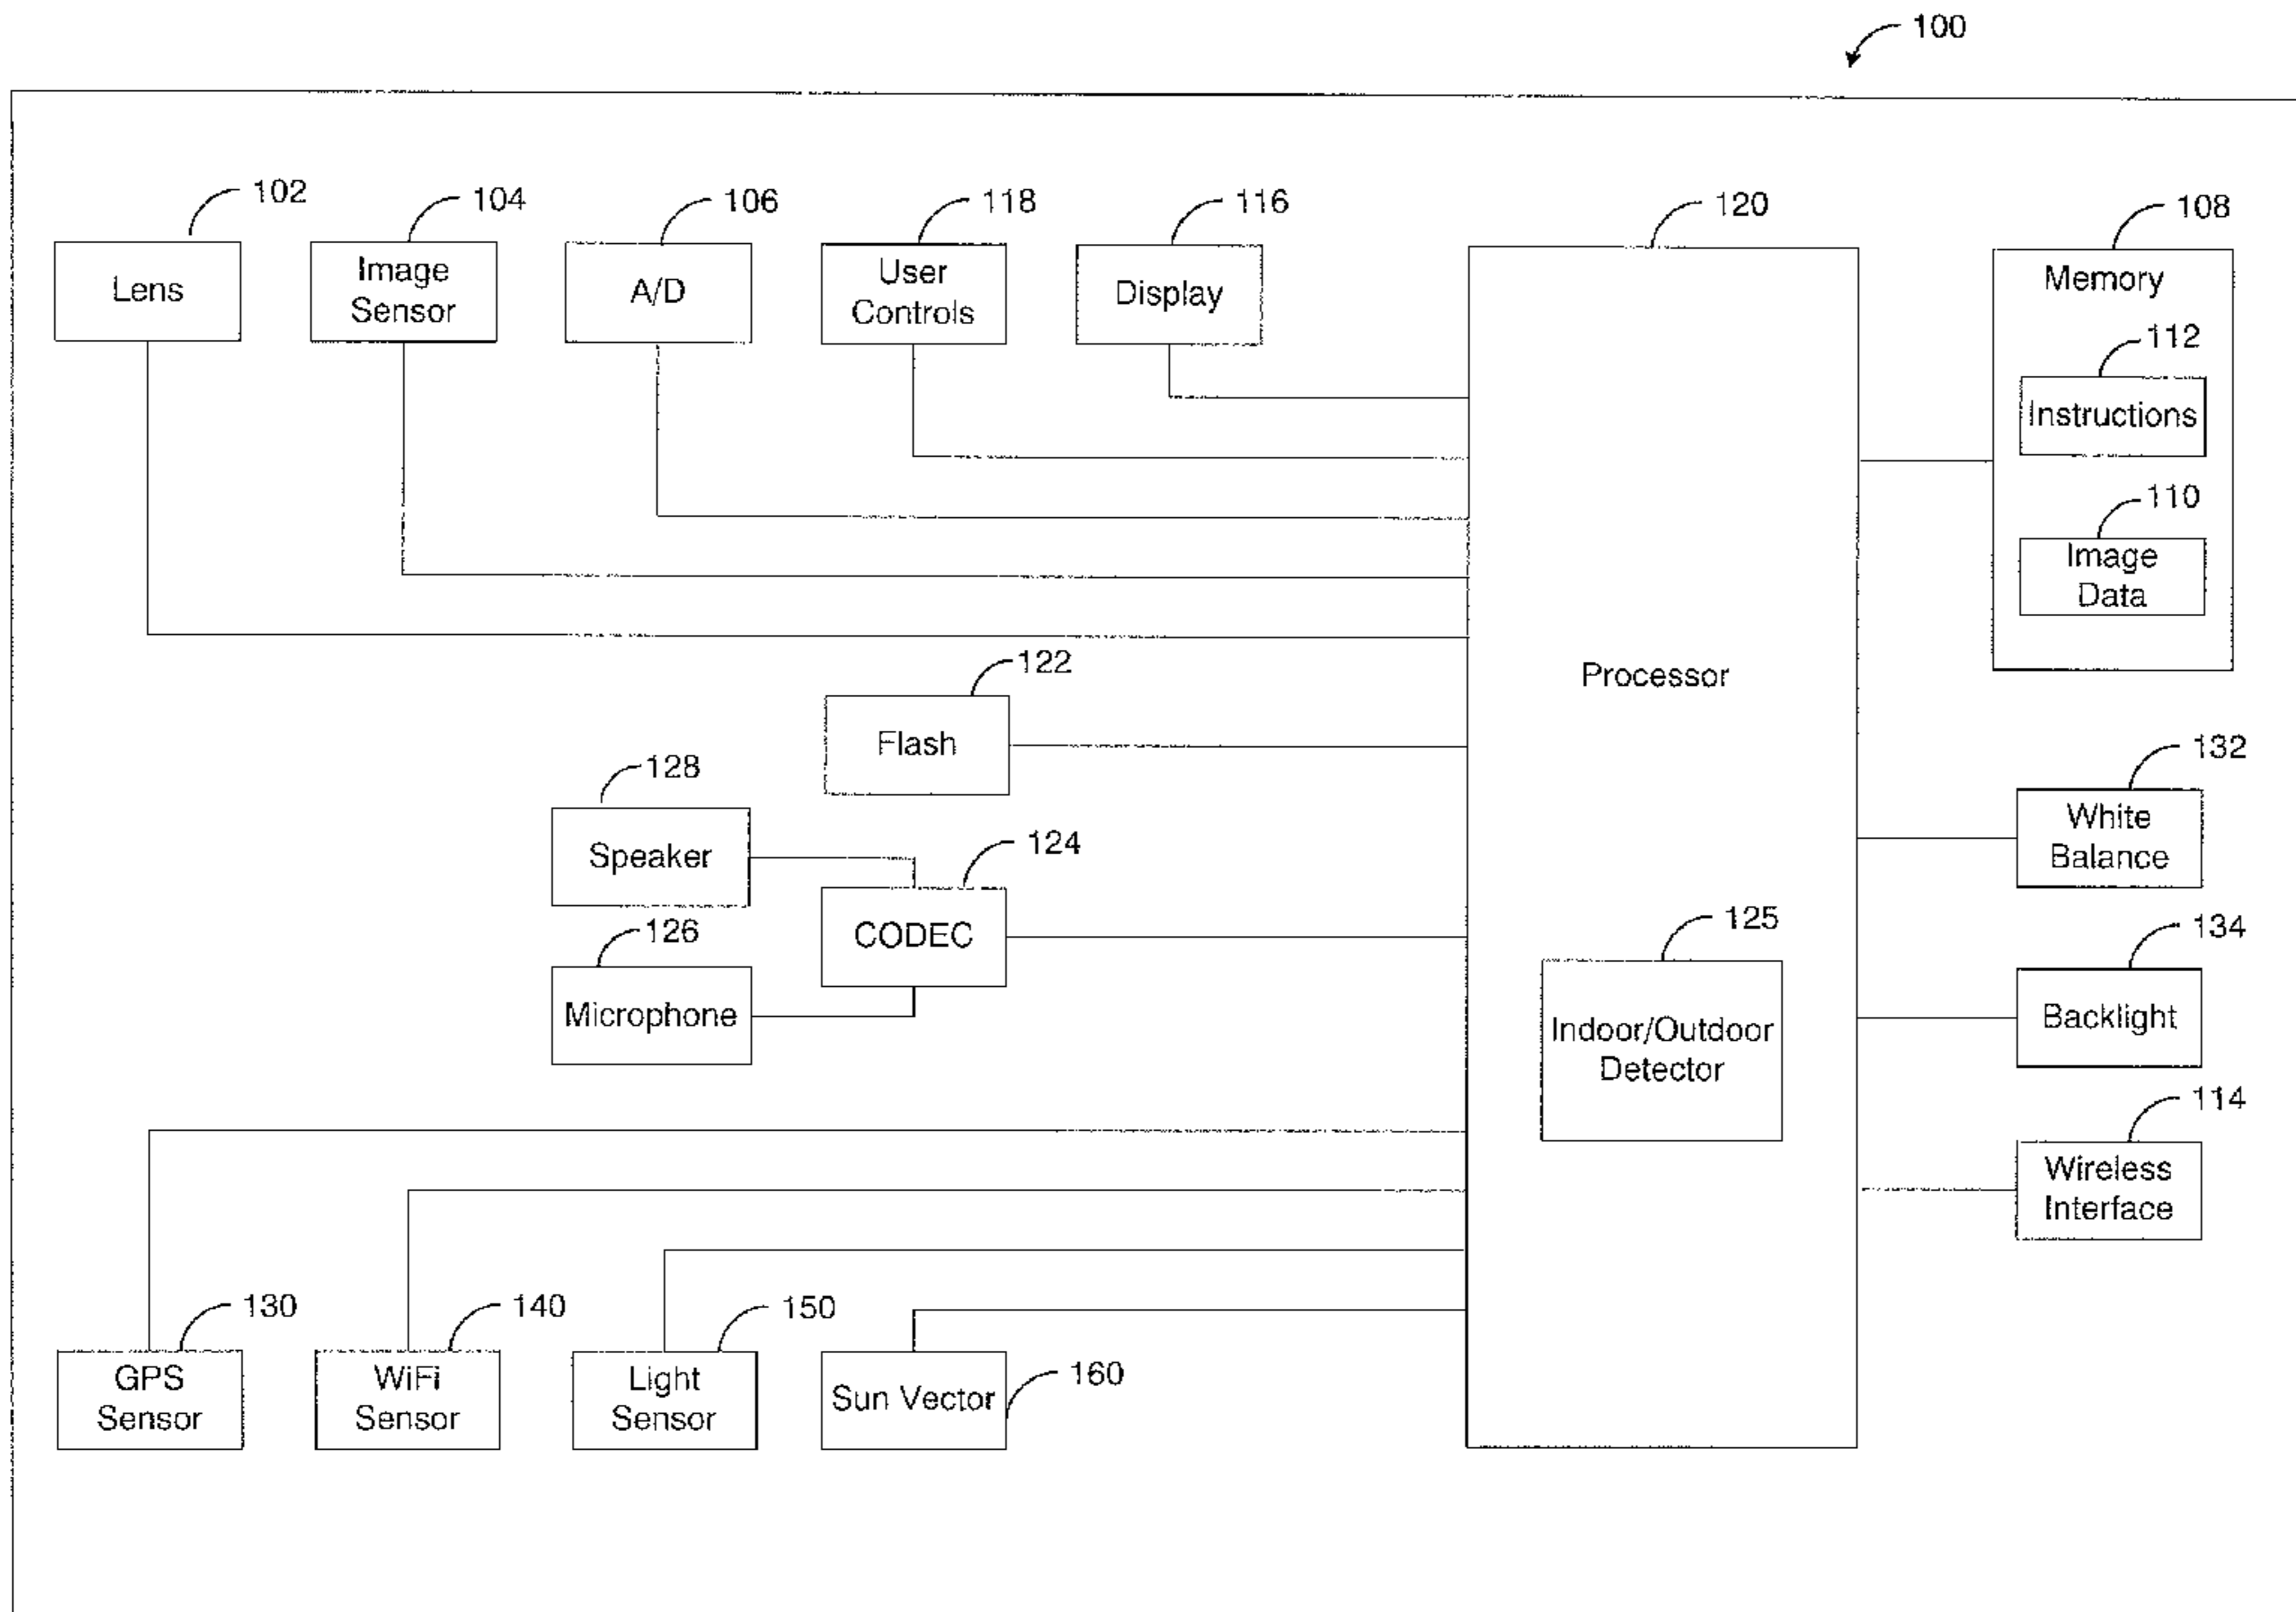 100
102
104
106
118
116
120
108
Lens
Image
Sensor
A/D
User
Controls
Display
Memory
112
Instructions
110
Image
Data
Processor
122
Flash
128
Speaker
124
CODEC
126
Microphone
132
White
Balance
125
Indoor/Outdoor
Detector
134
Backlight
114
Wireless
Interface
130
GPS
Sensor
140
WiFi
Sensor
150
Light
Sensor
160
Sun Vector